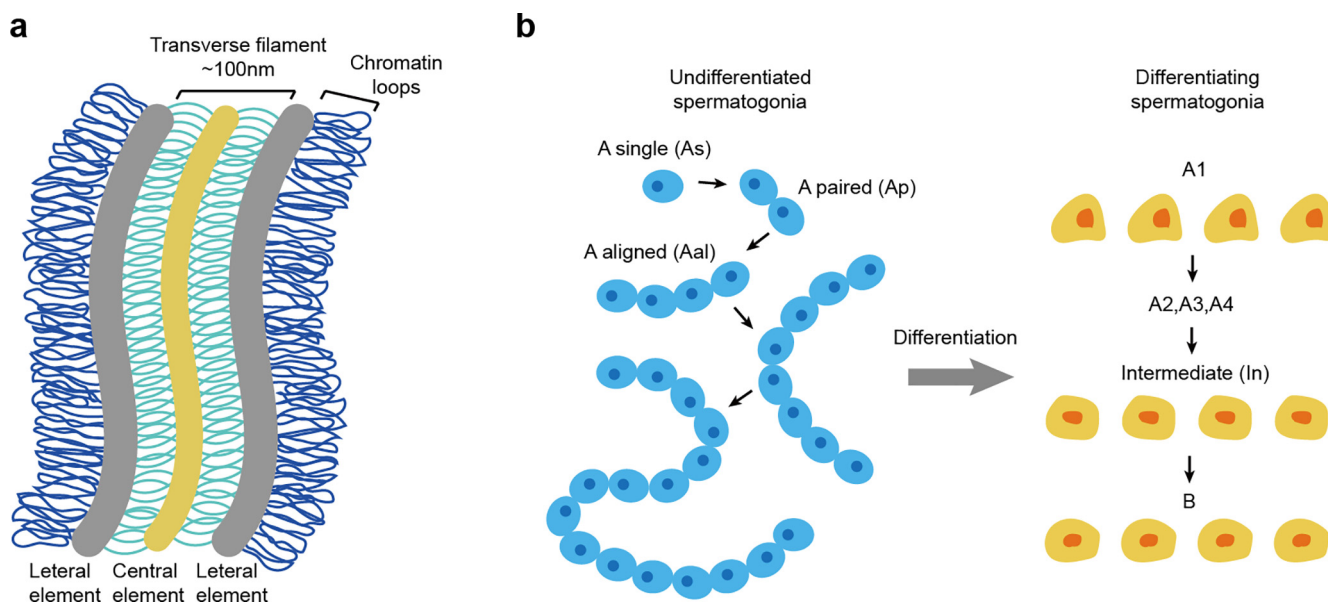 a
Transverse filament
~100nm
Chromatin
loops
Leteral
element
Central
element
Leteral
element
b
Undifferentiated
spermatogonia
A single (As)
A paired (Ap)
A aligned (Aal)
Differentiation
Differentiating
spermatogonia
A1
A2,A3,A4
Intermediate (In)
B